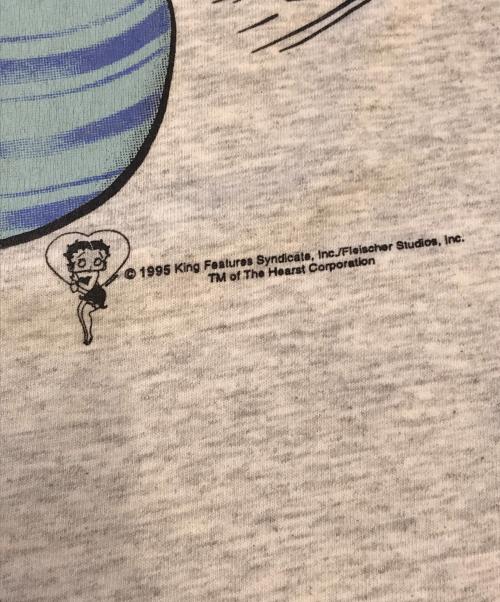 © 1995 King Features Syndicate, Inc./Fleischer Studios, Inc.
TM of The Hearst Corporation